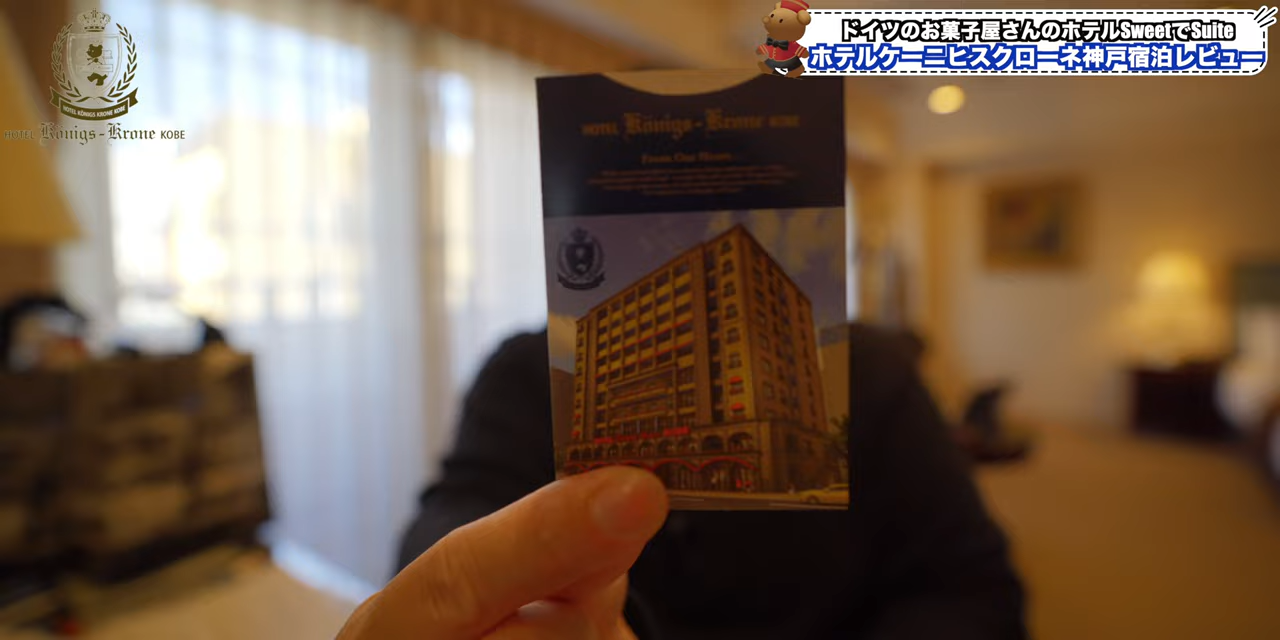 ドイツのお菓子屋さんのホテルSweetでSuite
ホテルケーニヒスクローネ神戸宿泊レビュー
HOTEL KÖNIGS KRONE KOBE
HOTEL Königs-Krone KOBE
HOTEL Königs-Krone KOBE